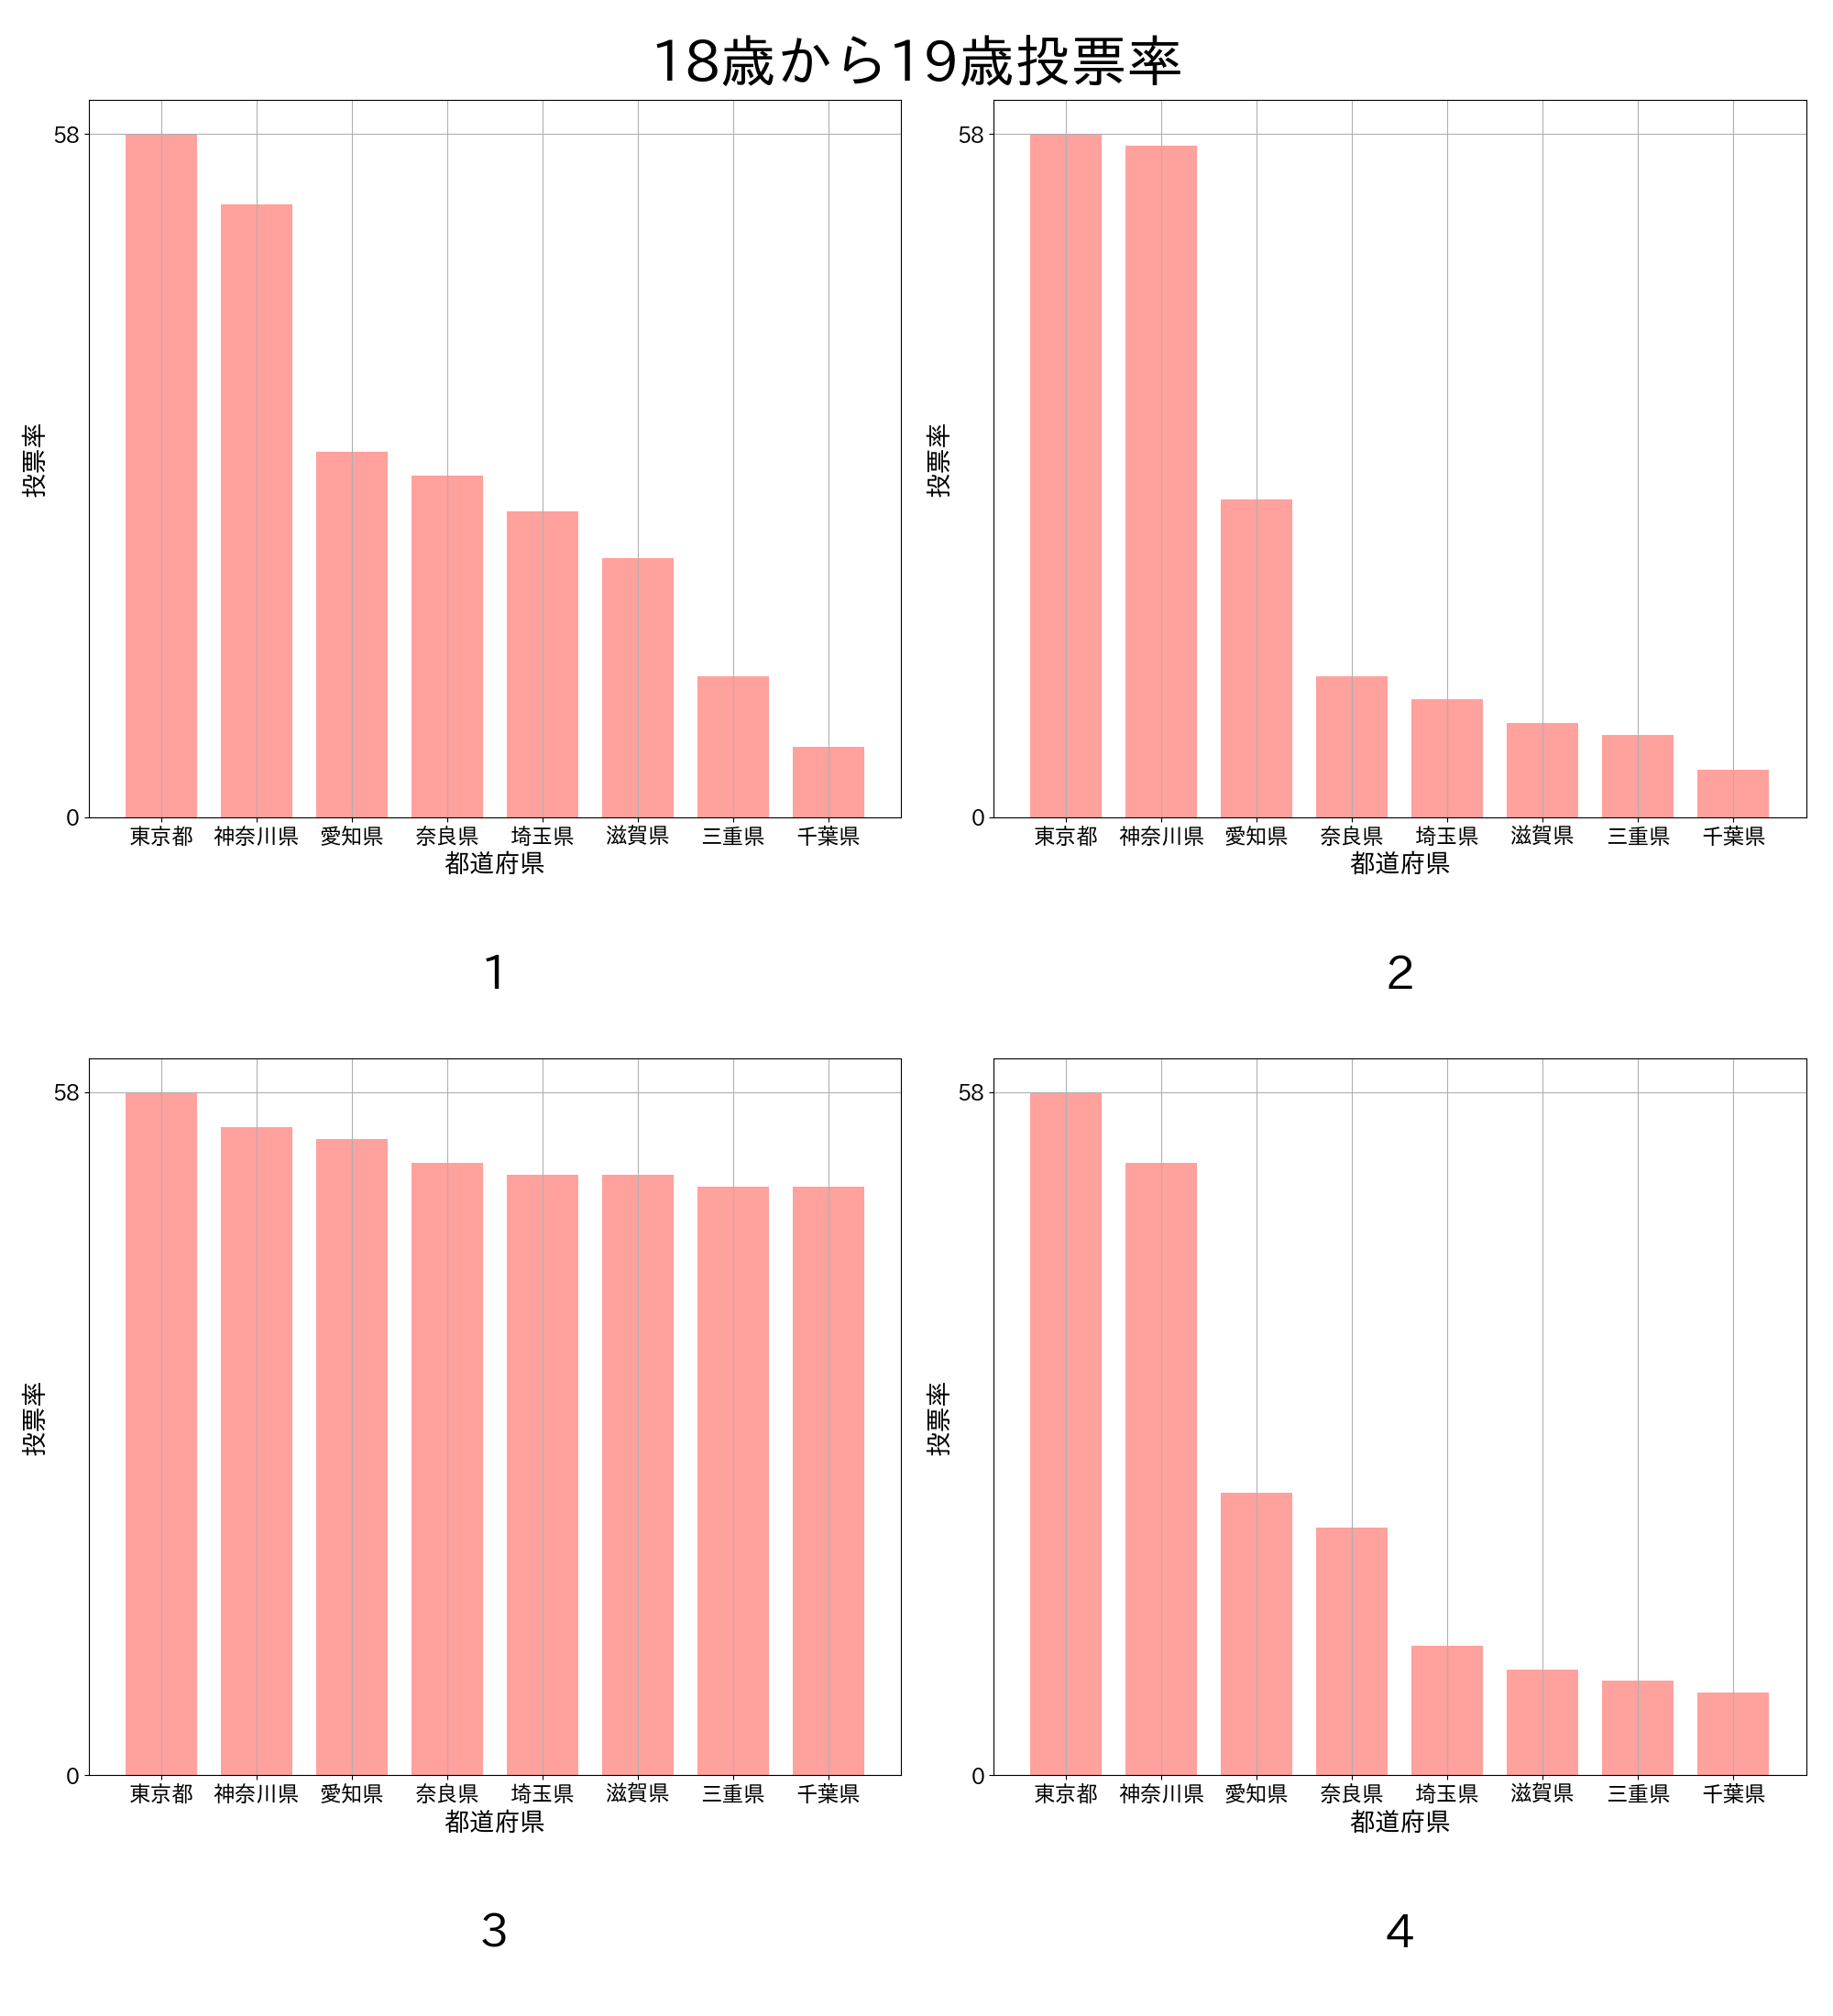 18歳から19歳投票率
58
0
投票率
東京都 神奈川県 愛知県 奈良県 埼玉県 滋賀県 三重県 千葉県
都道府県
1
58
0
投票率
東京都 神奈川県 愛知県 奈良県 埼玉県 滋賀県 三重県 千葉県
都道府県
2
58
0
投票率
東京都 神奈川県 愛知県 奈良県 埼玉県 滋賀県 三重県 千葉県
都道府県
3
58
0
投票率
東京都 神奈川県 愛知県 奈良県 埼玉県 滋賀県 三重県 千葉県
都道府県
4